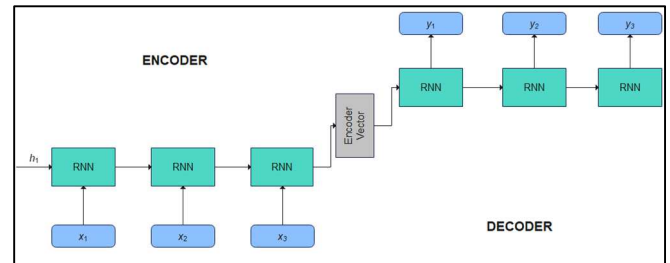 y₁ y₂ y₃
ENCODER
RNN RNN RNN
Encoder
Vector
h₁
RNN RNN RNN
x₁ x₂ x₃
DECODER